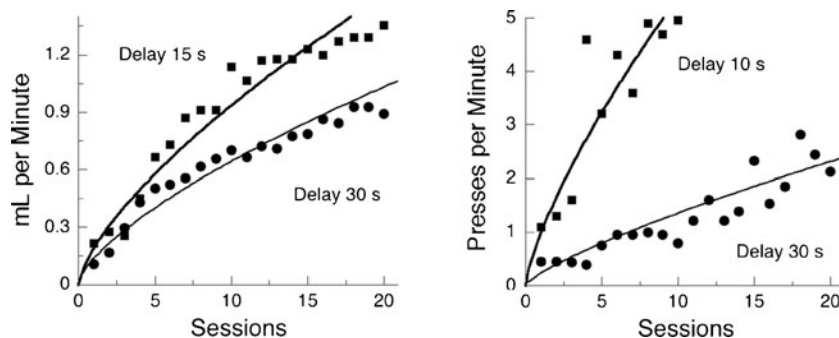 1.2
0.9
0.6
0.3
0
mL per Minute
Delay 15 s
Delay 30 s
0 5 10 15 20
Sessions
5
4
3
2
1
0
Presses per Minute
Delay 10 s
Delay 30 s
0 5 10 15 20
Sessions